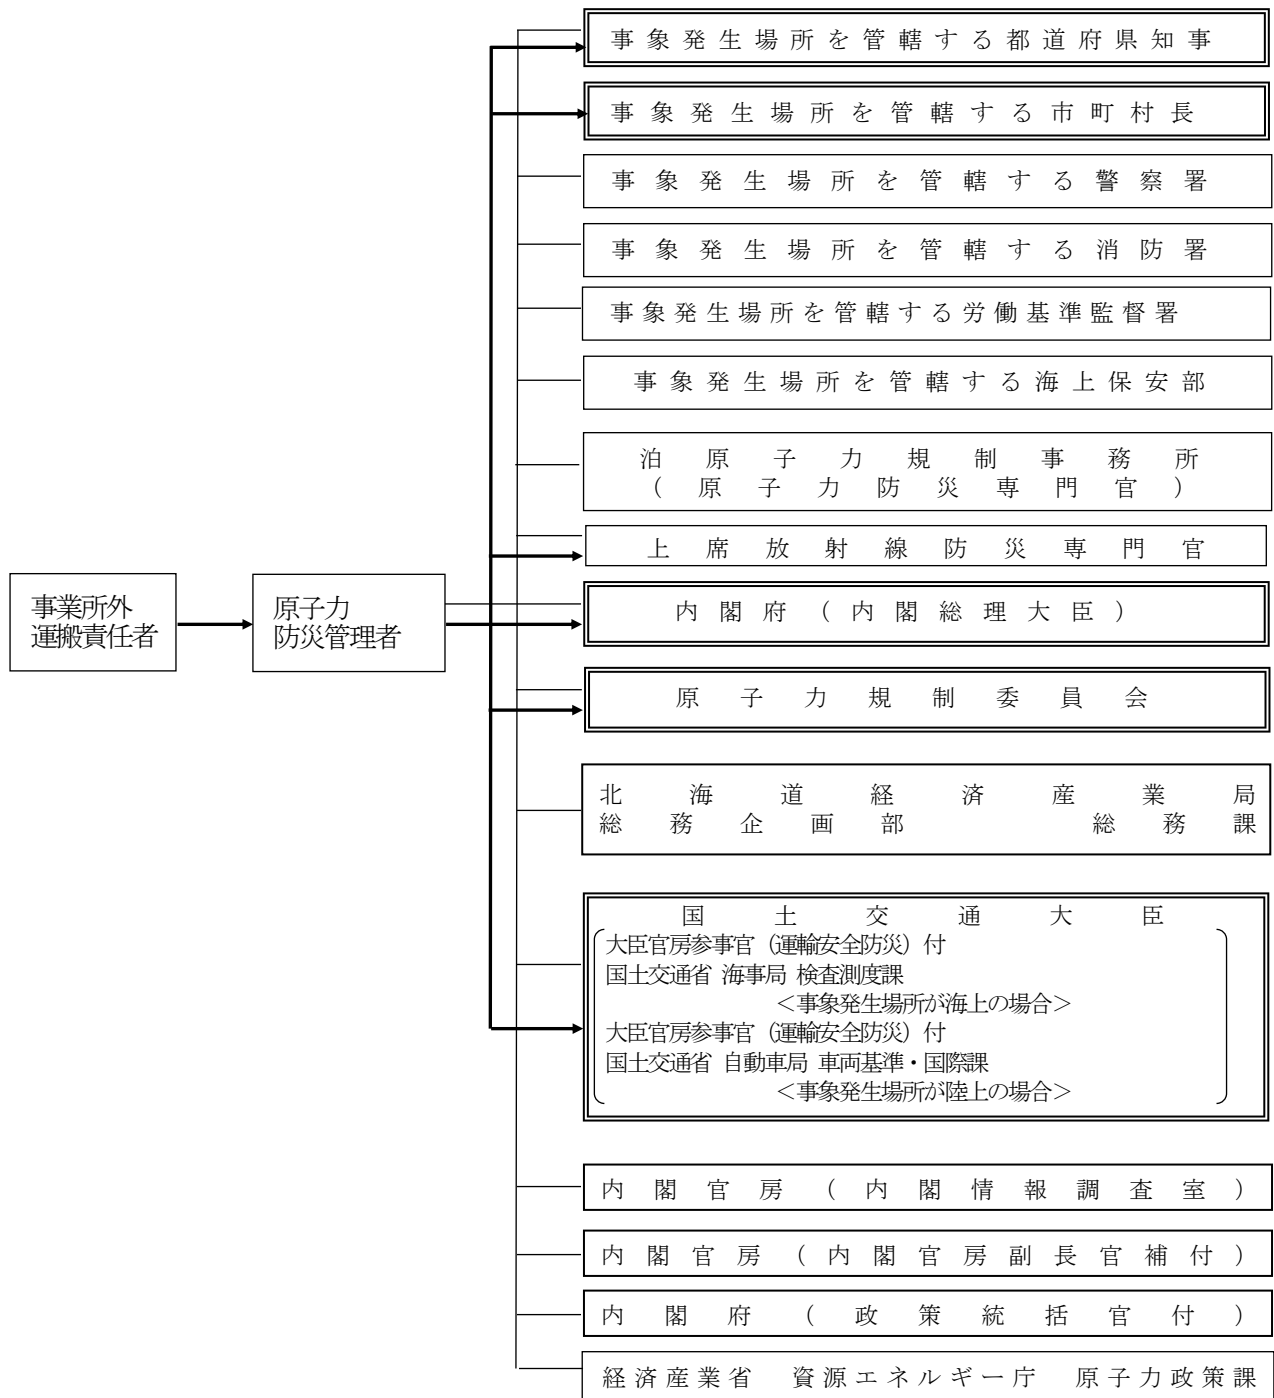 事象発生場所を管轄する都道府県知事
事象発生場所を管轄する市町村長
事象発生場所を管轄する警察署
事象発生場所を管轄する消防署
事象発生場所を管轄する労働基準監督署
事象発生場所を管轄する海上保安部
泊原子力規制事務所
（原子力防災専門官）
上席放射線防災専門官
事業所外
運搬責任者
原子力
防災管理者
内閣府（内閣総理大臣）
原子力規制委員会
北海道経済産業局
総務企画部　総務課
国土交通大臣
大臣官房参事官（運輸安全防災）付
国土交通省 海事局 検査測度課
＜事象発生場所が海上の場合＞
大臣官房参事官（運輸安全防災）付
国土交通省 自動車局 車両基準・国際課
＜事象発生場所が陸上の場合＞
内閣官房（内閣情報調査室）
内閣官房（内閣官房副長官補付）
内閣府（政策統括官付）
経済産業省　資源エネルギー庁　原子力政策課